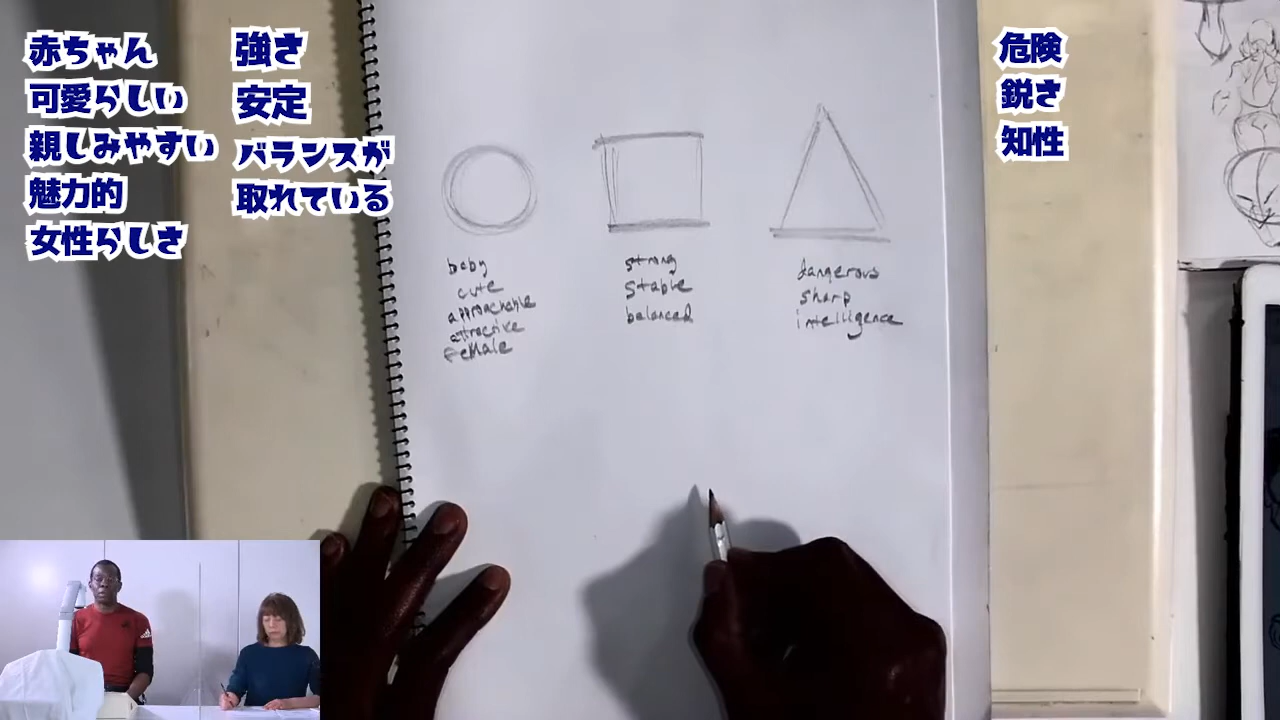 赤ちゃん
可愛らしい
親しみやすい
魅力的
女性らしさ
強さ
安定
バランスが
取れている
危険
鋭さ
知性
baby
cute
approachable
attractive
female
strong
stable
balanced
dangerous
sharp
intelligence